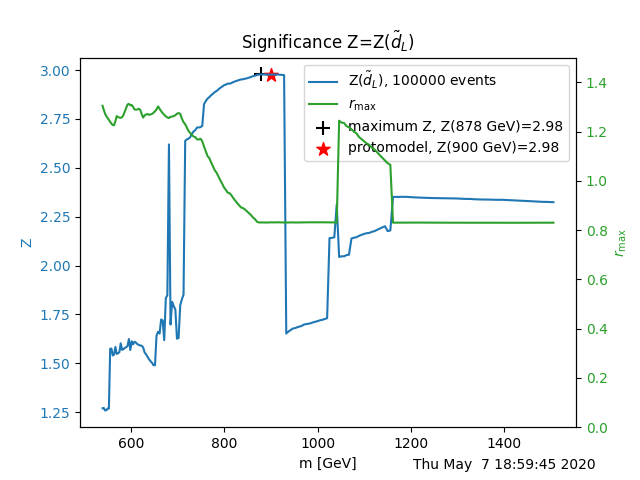 Significance Z=Z(d̃_L)
3.00
2.75
2.50
2.25
2.00
1.75
1.50
1.25
Z
Z(d̃_L), 100000 events
r_max
maximum Z, Z(878 GeV)=2.98
protomodel, Z(900 GeV)=2.98
1.4
1.2
1.0
0.8
0.6
0.4
0.2
0.0
r_max
600 800 1000 1200 1400
m [GeV]
Thu May  7 18:59:45 2020